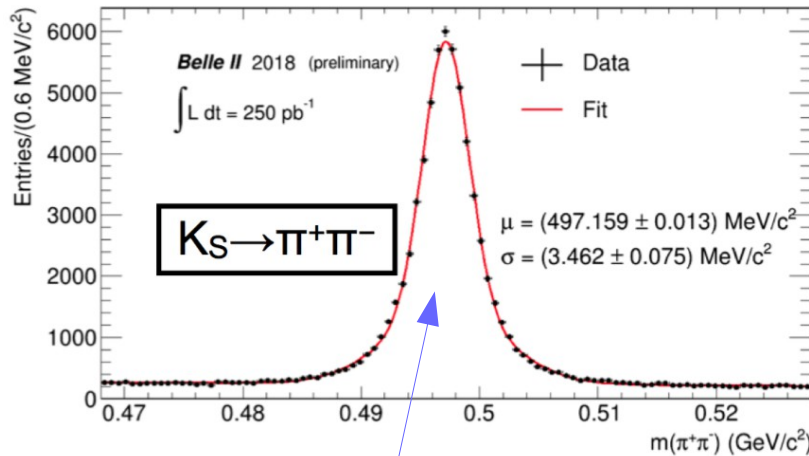 Entries/(0.6 MeV/c²)
6000
5000
4000
3000
2000
1000
0
Belle II 2018 (preliminary)
∫L dt = 250 pb⁻¹
Data
Fit
Kₛ→π⁺π⁻
μ = (497.159 ± 0.013) MeV/c²
σ = (3.462 ± 0.075) MeV/c²
0.47 0.48 0.49 0.5 0.51 0.52
m(π⁺π⁻) (GeV/c²)